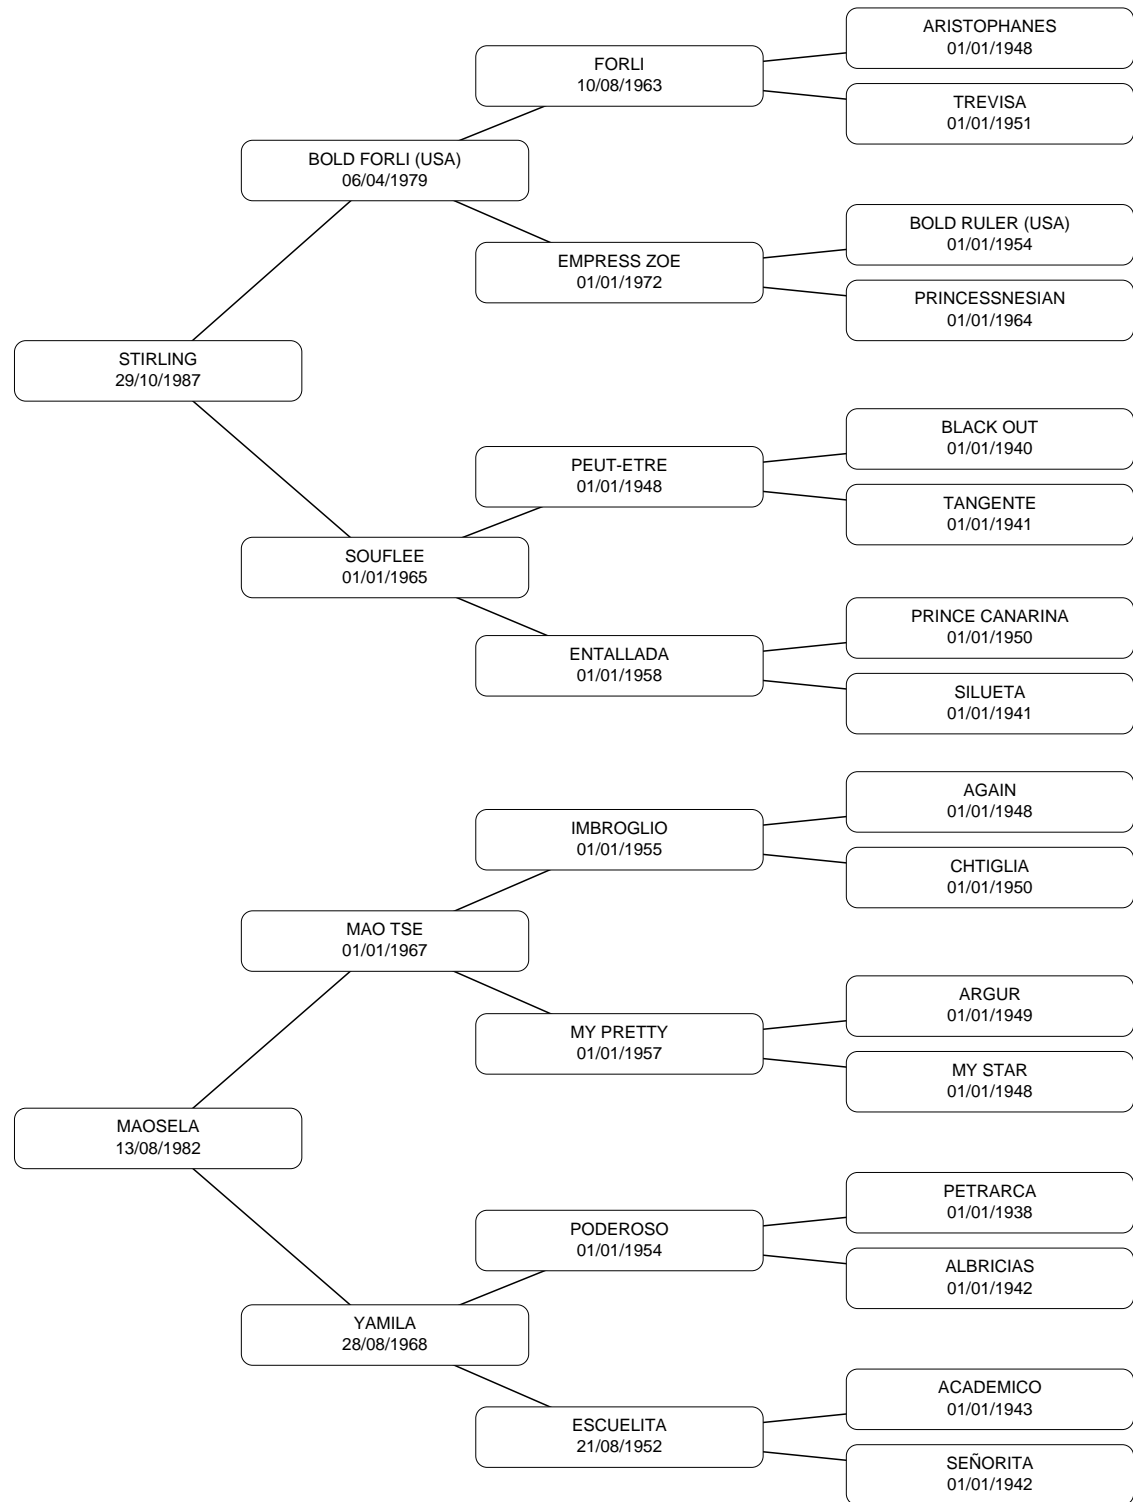 ARISTOPHANES
01/01/1948
FORLI
10/08/1963
TREVISA
01/01/1951
BOLD FORLI (USA)
06/04/1979
BOLD RULER (USA)
01/01/1954
EMPRESS ZOE
01/01/1972
PRINCESSNESIAN
01/01/1964
STIRLING
29/10/1987
BLACK OUT
01/01/1940
PEUT-ETRE
01/01/1948
TANGENTE
01/01/1941
SOUFLEE
01/01/1965
PRINCE CANARINA
01/01/1950
ENTALLADA
01/01/1958
SILUETA
01/01/1941
AGAIN
01/01/1948
IMBROGLIO
01/01/1955
CHTIGLIA
01/01/1950
MAO TSE
01/01/1967
ARGUR
01/01/1949
MY PRETTY
01/01/1957
MY STAR
01/01/1948
MAOSELA
13/08/1982
PETRARCA
01/01/1938
PODEROSO
01/01/1954
ALBRICIAS
01/01/1942
YAMILA
28/08/1968
ACADEMICO
01/01/1943
ESCUELITA
21/08/1952
SEÑORITA
01/01/1942